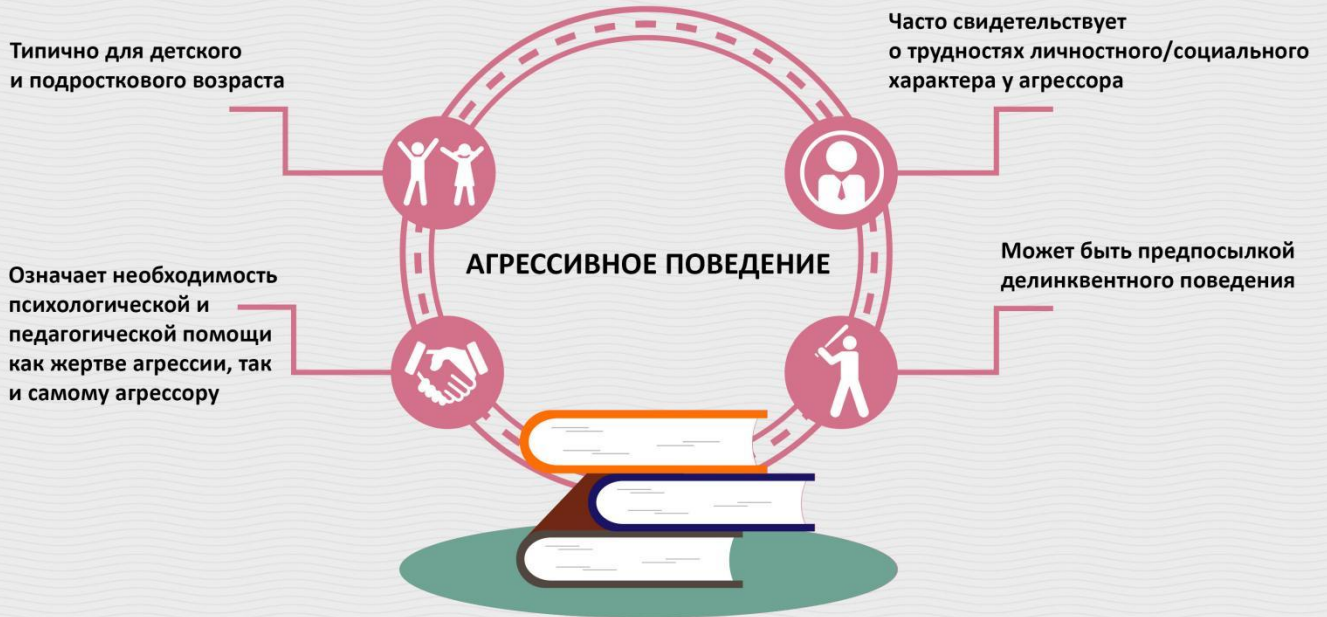 Типично для детского
и подросткового возраста
Часто свидетельствует
о трудностях личностного/социального
характера у агрессора
АГРЕССИВНОЕ ПОВЕДЕНИЕ
Означает необходимость
психологической и
педагогической помощи
как жертве агрессии, так
и самому агрессору
Может быть предпосылкой
делинквентного поведения